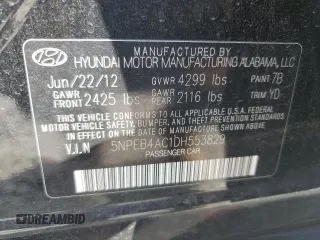 MANUFACTURED BY
HYUNDAI MOTOR MANUFACTURING ALABAMA, LLC
Jun/22/12 GVWR 4299 lbs PAINT 7B
GAWR FRONT 2425 lbs GAWR REAR 2116 lbs TRIM YD
THIS VEHICLE CONFORMS TO ALL APPLICABLE U.S.A. FEDERAL
MOTOR VEHICLE SAFETY, BUMPER, AND THEFT PREVENTION
STANDARDS IN EFFECT ON THE DATE OF MANUFACTURE
SHOWN ABOVE.
V.I.N 5NPEB4AC1DH553829
PASSENGER CAR
DREAMBID